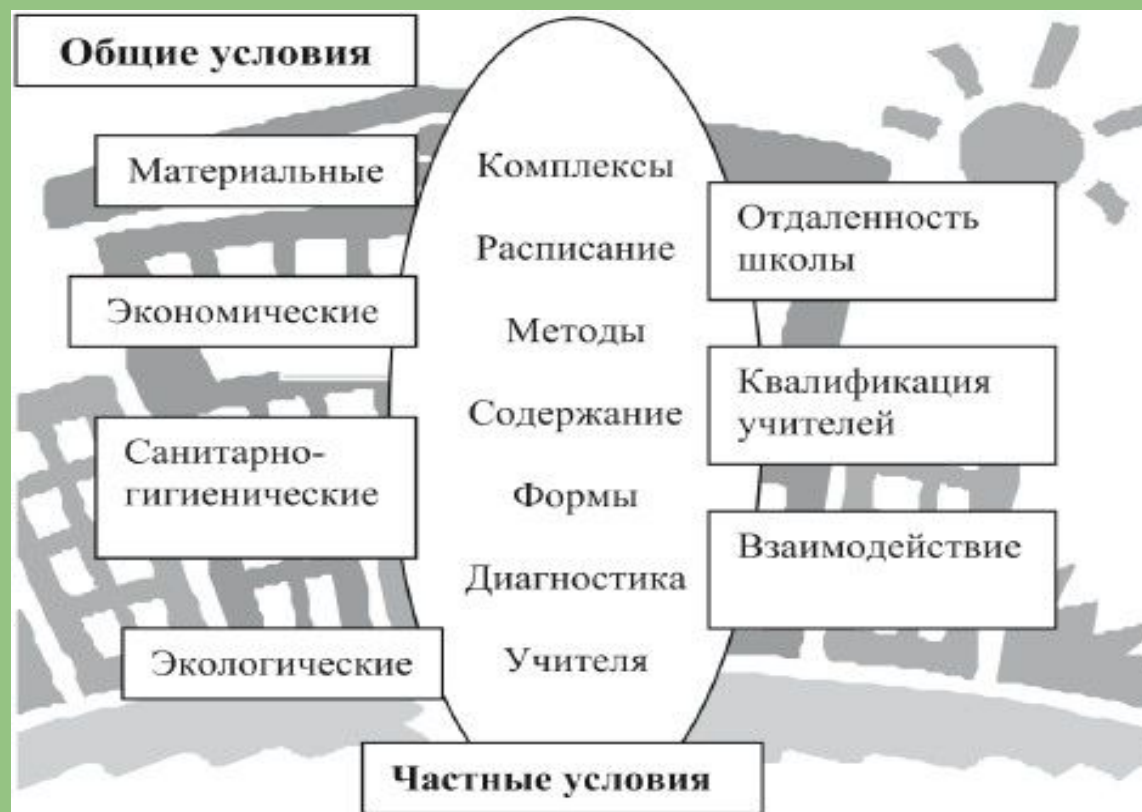 Общие условия
Материальные
Экономические
Санитарно-
гигиенические
Экологические
Комплексы
Расписание
Методы
Содержание
Формы
Диагностика
Учителя
Отдаленность
школы
Квалификация
учителей
Взаимодействие
Частные условия